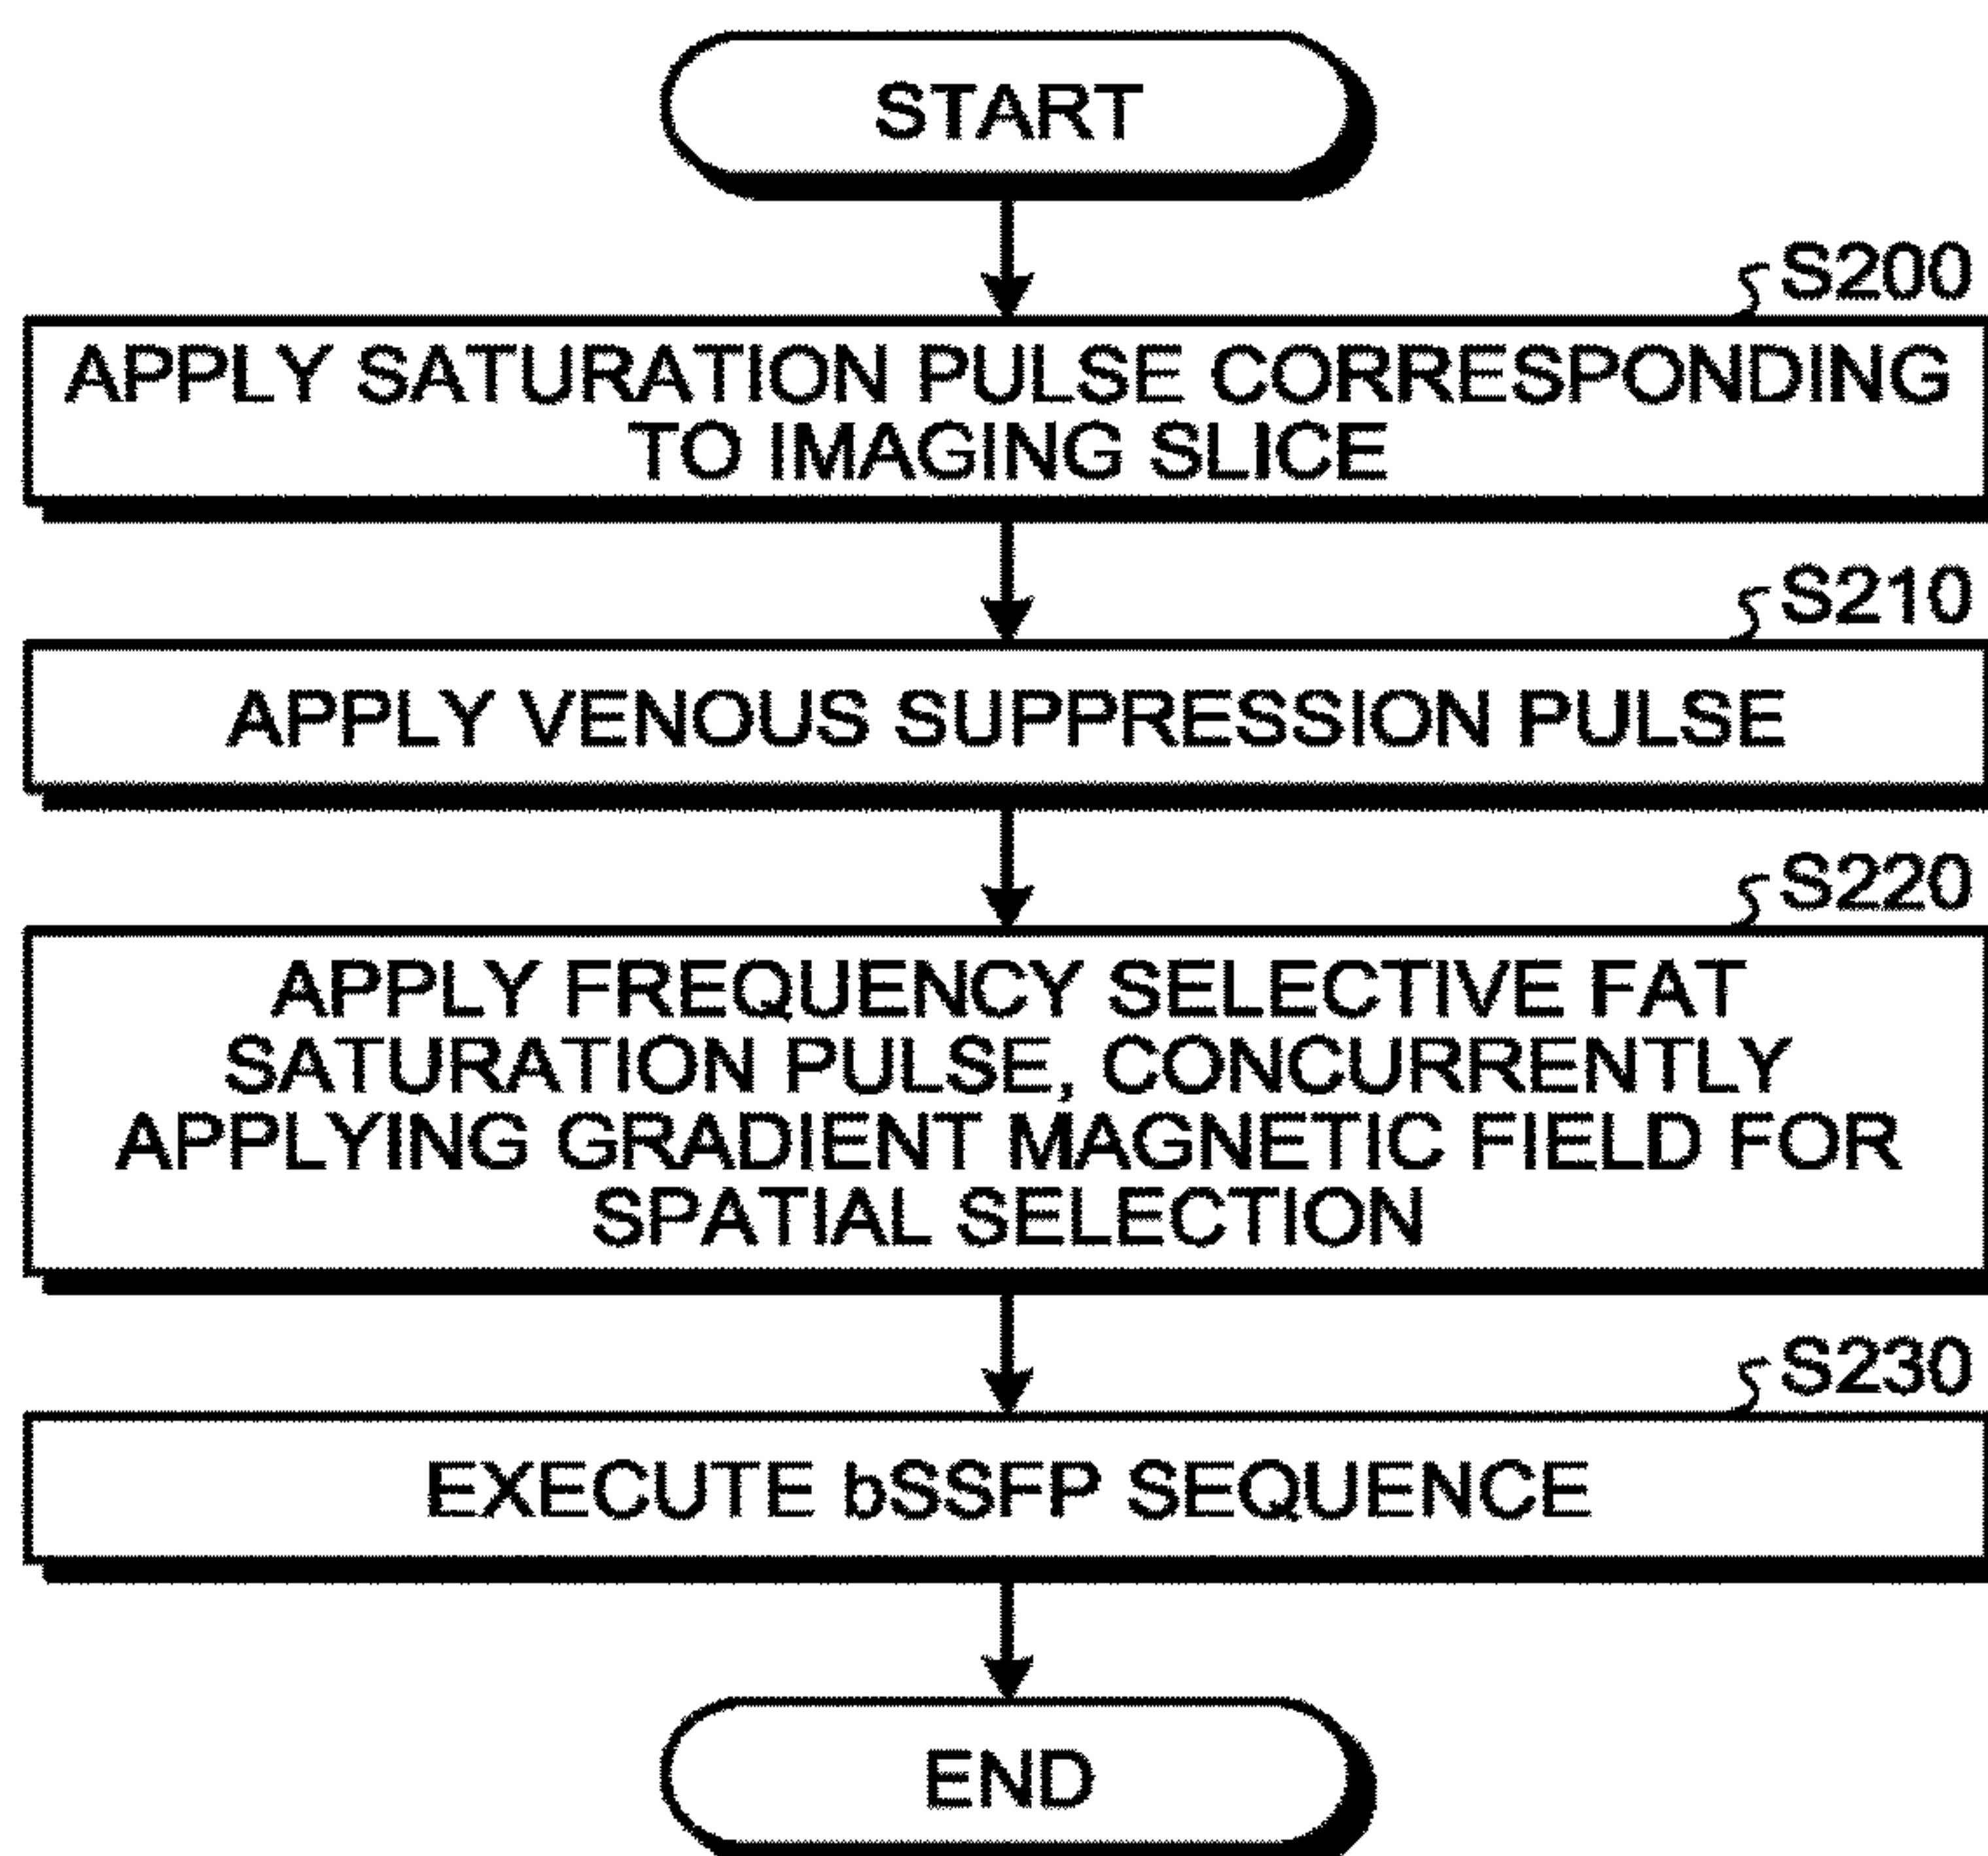 START
S200
APPLY SATURATION PULSE CORRESPONDING
TO IMAGING SLICE
S210
APPLY VENOUS SUPPRESSION PULSE
S220
APPLY FREQUENCY SELECTIVE FAT
SATURATION PULSE, CONCURRENTLY
APPLYING GRADIENT MAGNETIC FIELD FOR
SPATIAL SELECTION
S230
EXECUTE bSSFP SEQUENCE
END